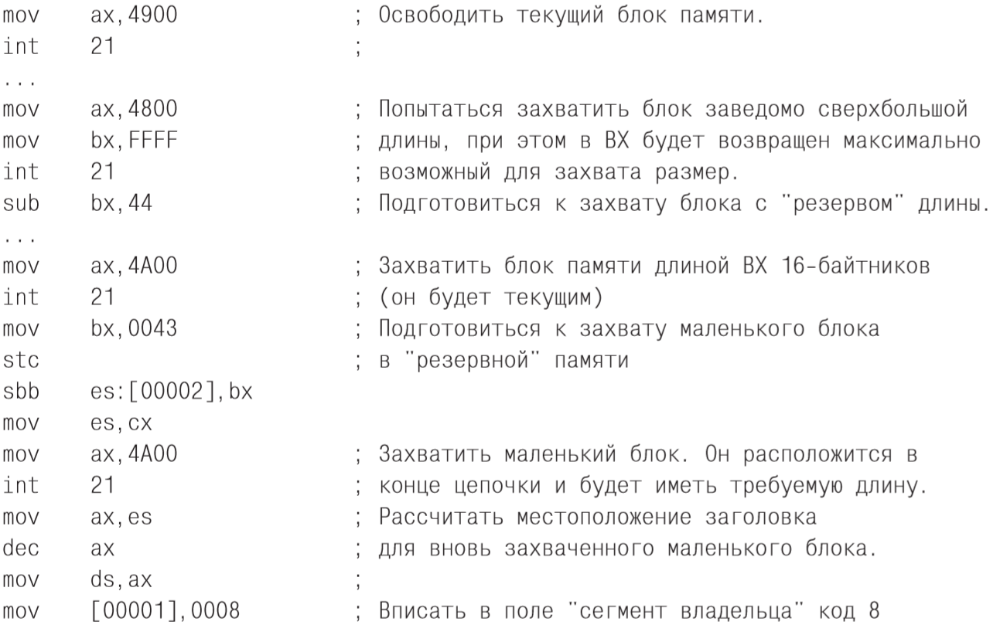 mov ax,4900 ; Освободить текущий блок памяти.
int 21 ;
...
mov ax,4800 ; Попытаться захватить блок заведомо сверхбольшой
mov bx,FFFF ; длины, при этом в BX будет возвращен максимально
int 21 ; возможный для захвата размер.
sub bx,44 ; Подготовиться к захвату блока с "резервом" длины.
...
mov ax,4A00 ; Захватить блок памяти длиной BX 16-байтников
int 21 ; (он будет текущим)
mov bx,0043 ; Подготовиться к захвату маленького блока
stc ; в "резервной" памяти
sbb es:[00002],bx
mov es,cx
mov ax,4A00 ; Захватить маленький блок. Он расположится в
int 21 ; конце цепочки и будет иметь требуемую длину.
mov ax,es ; Рассчитать местоположение заголовка
dec ax ; для вновь захваченного маленького блока.
mov ds,ax ;
mov [00001],0008 ; Вписать в поле "сегмент владельца" код 8